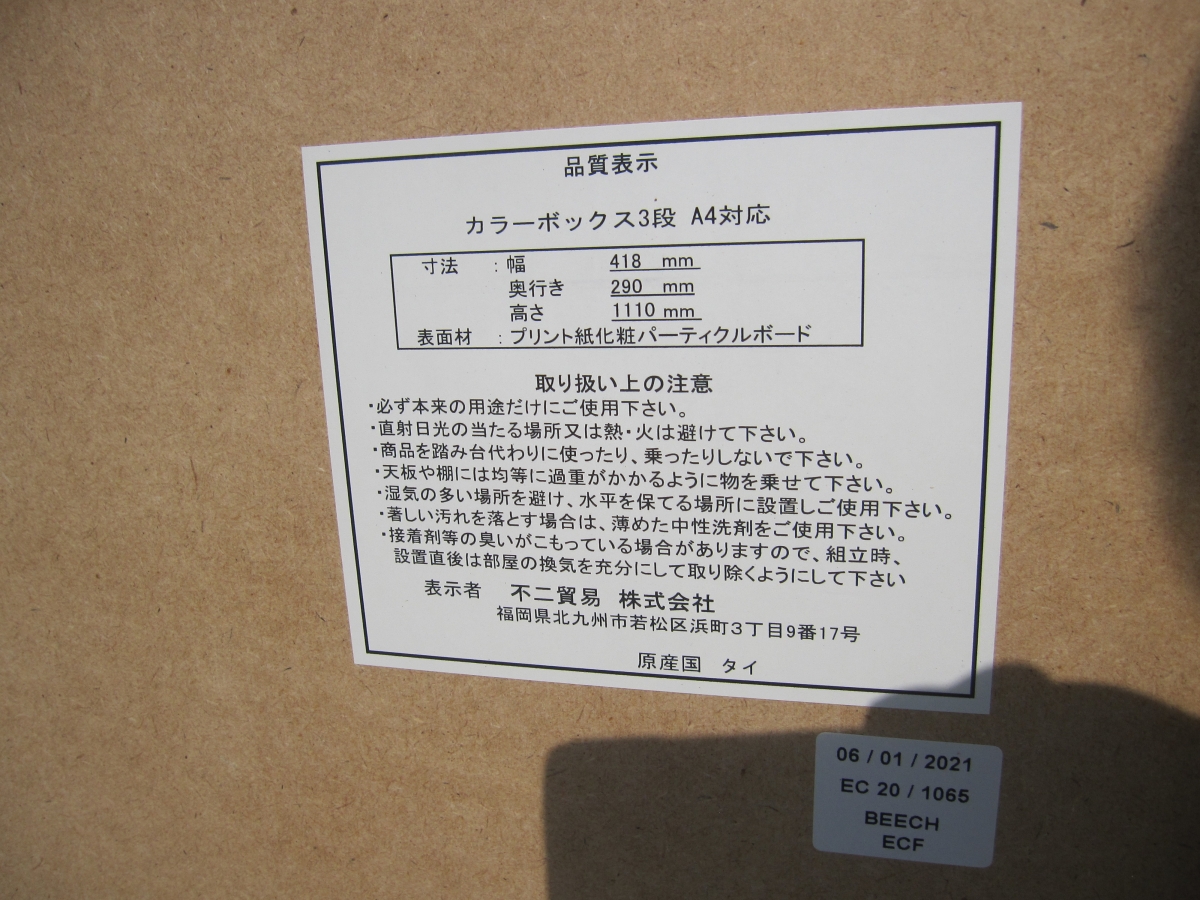 品質表示
カラーボックス3段 A4対応
寸法 : 幅 418 mm
奥行き 290 mm
高さ 1110 mm
表面材 : プリント紙化粧パーティクルボード
取り扱い上の注意
・必ず本来の用途だけにご使用下さい。
・直射日光の当たる場所又は熱・火は避けて下さい。
・商品を踏み台代わりに使ったり、乗ったりしないで下さい。
・天板や棚には均等に過重がかかるように物を乗せて下さい。
・湿気の多い場所を避け、水平を保てる場所に設置しご使用下さい。
・著しい汚れを落とす場合は、薄めた中性洗剤をご使用下さい。
・接着剤等の臭いがこもっている場合がありますので、組立時、
設置直後は部屋の換気を充分にして取り除くようにして下さい
表示者 不二貿易 株式会社
福岡県北九州市若松区浜町3丁目9番17号
原産国 タイ
06 / 01 / 2021
EC 20 / 1065
BEECH
ECF